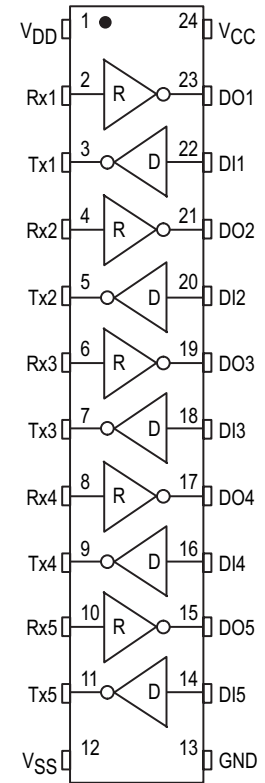 VDD 1 24 VCC
Rx1 2 R 23 DO1
Tx1 3 D 22 DI1
Rx2 4 R 21 DO2
Tx2 5 D 20 DI2
Rx3 6 R 19 DO3
Tx3 7 D 18 DI3
Rx4 8 R 17 DO4
Tx4 9 D 16 DI4
Rx5 10 R 15 DO5
Tx5 11 D 14 DI5
VSS 12 13 GND